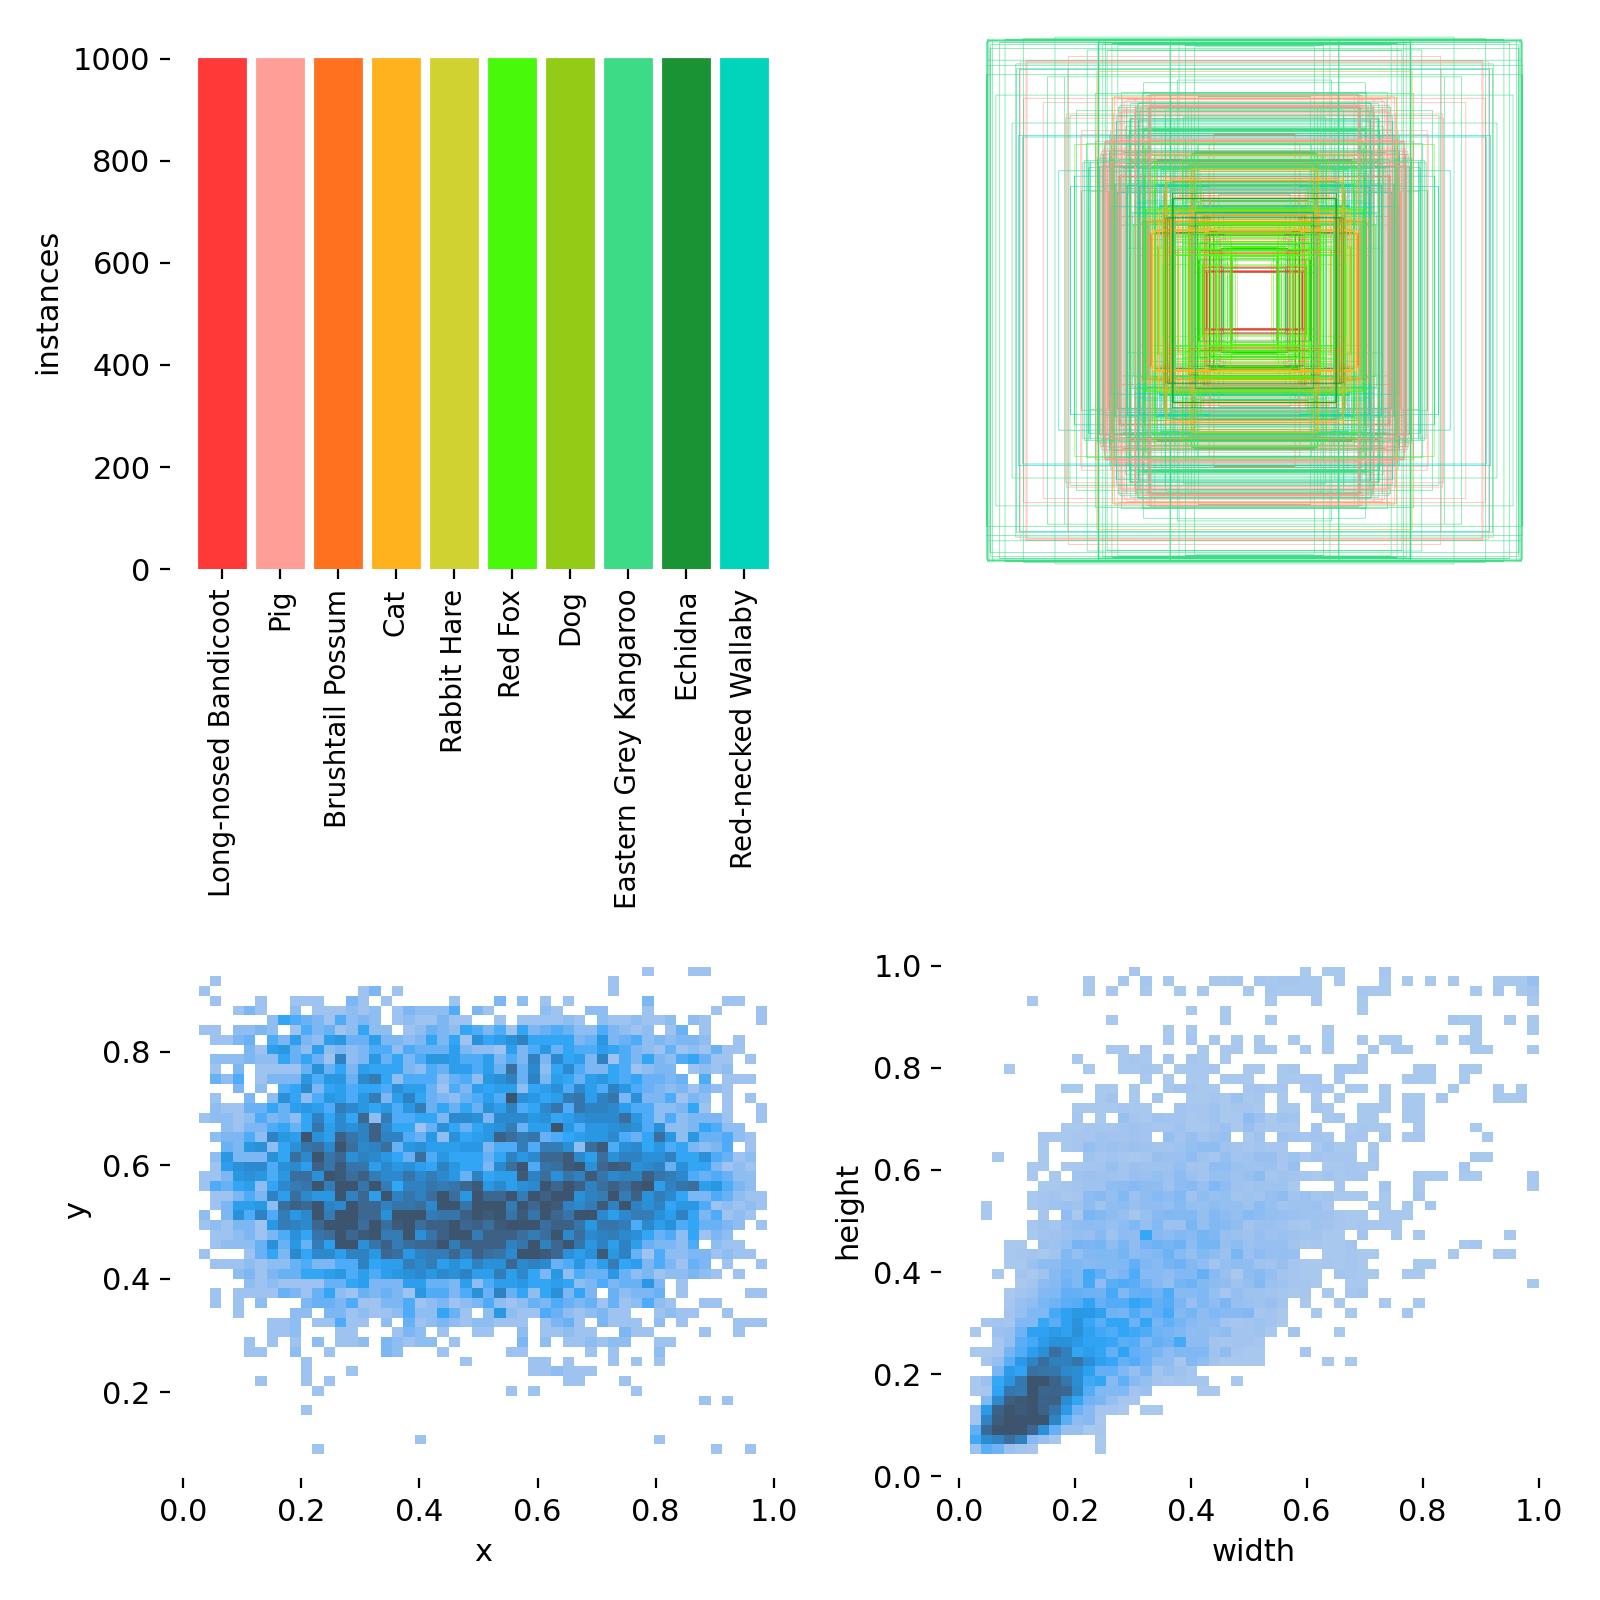 1000
800
600
400
200
0
instances
Long-nosed Bandicoot
Pig
Brushtail Possum
Cat
Rabbit Hare
Red Fox
Dog
Eastern Grey Kangaroo
Echidna
Red-necked Wallaby
0.8
0.6
0.4
0.2
y
0.0 0.2 0.4 0.6 0.8 1.0
x
1.0
0.8
0.6
0.4
0.2
0.0
height
0.0 0.2 0.4 0.6 0.8 1.0
width